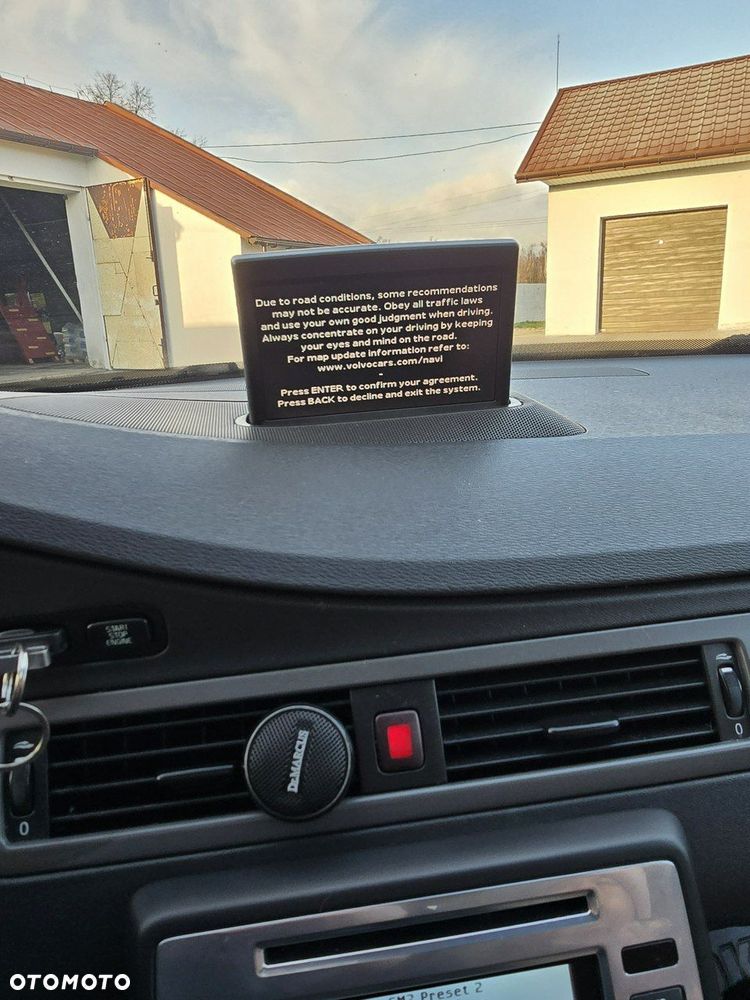 Due to road conditions, some recommendations
may not be accurate. Obey all traffic laws
and use your own good judgment when driving.
Always concentrate on your driving by keeping
your eyes and mind on the road.
For map update information refer to:
www.volvocars.com/navi
-
Press ENTER to confirm your agreement.
Press BACK to decline and exit the system.
START
STOP
ENGINE
DEMARCUS
0
0
Preset 2
OTOMOTO